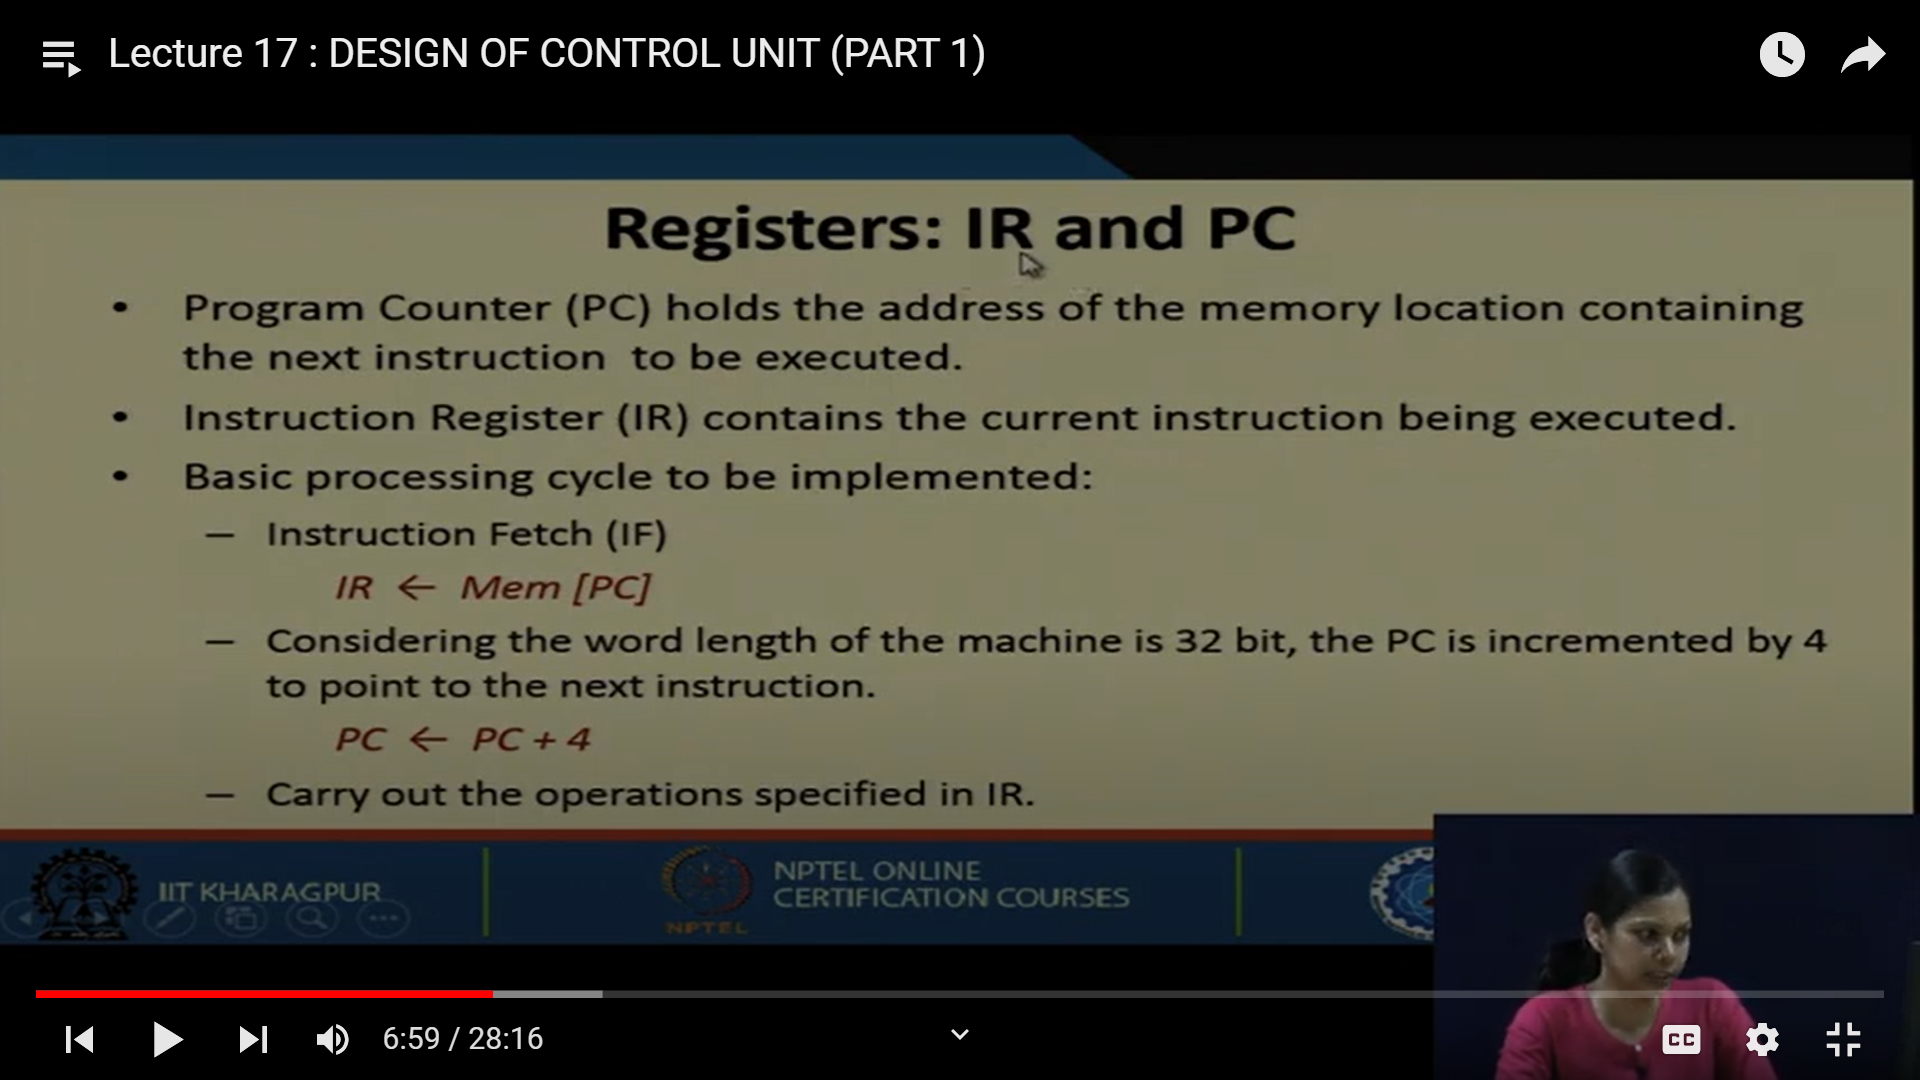 Lecture 17 : DESIGN OF CONTROL UNIT (PART 1)
Registers: IR and PC
• Program Counter (PC) holds the address of the memory location containing
the next instruction to be executed.
• Instruction Register (IR) contains the current instruction being executed.
• Basic processing cycle to be implemented:
– Instruction Fetch (IF)
IR ← Mem [PC]
– Considering the word length of the machine is 32 bit, the PC is incremented by 4
to point to the next instruction.
PC ← PC + 4
– Carry out the operations specified in IR.
IIT KHARAGPUR
NPTEL
NPTEL ONLINE
CERTIFICATION COURSES
6:59 / 28:16
CC